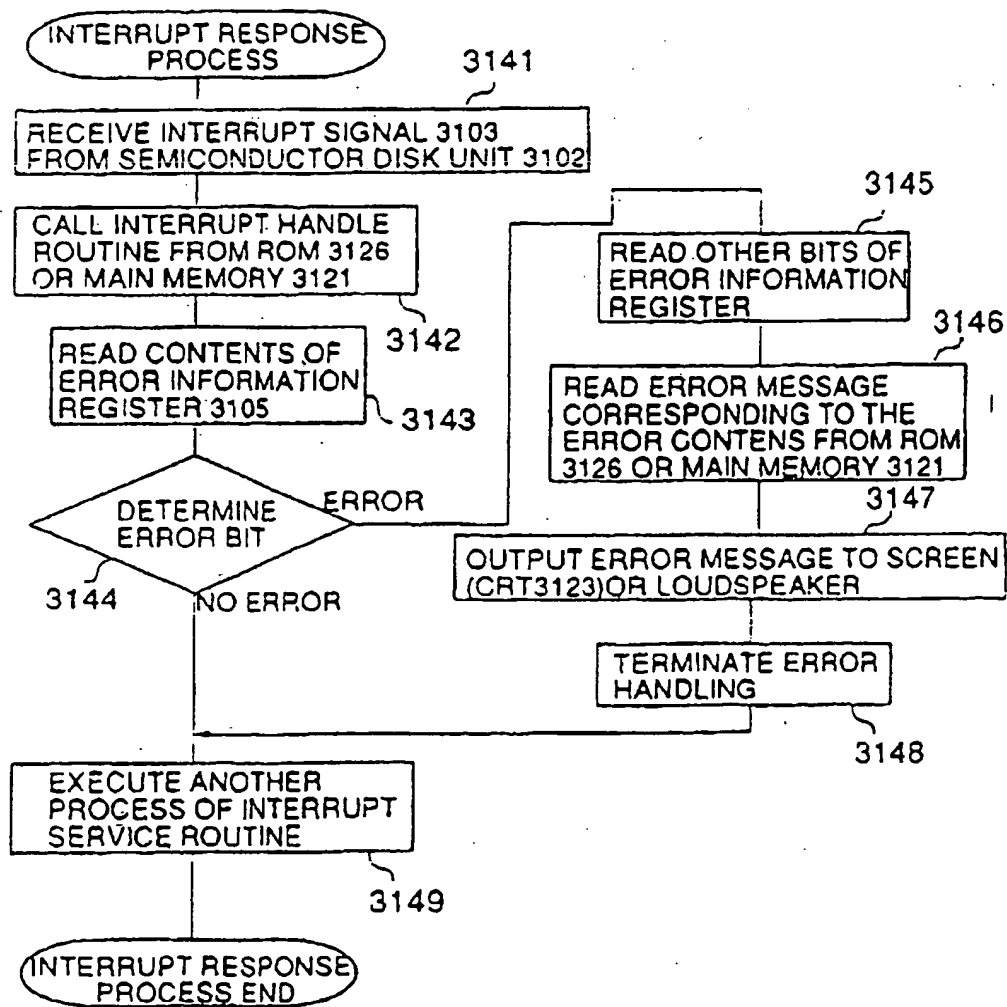 INTERRUPT RESPONSE
PROCESS
3141
RECEIVE INTERRUPT SIGNAL 3103
FROM SEMICONDUCTOR DISK UNIT 3102
CALL INTERRUPT HANDLE
ROUTINE FROM ROM 3126
OR MAIN MEMORY 3121
3142
READ CONTENTS OF
ERROR INFORMATION
REGISTER 3105
3143
DETERMINE
ERROR BIT
ERROR
3144
NO ERROR
3145
READ OTHER BITS OF
ERROR INFORMATION
REGISTER
3146
READ ERROR MESSAGE
CORRESPONDING TO THE
ERROR CONTENS FROM ROM
3126 OR MAIN MEMORY 3121
3147
OUTPUT ERROR MESSAGE TO SCREEN
(CRT3123)OR LOUDSPEAKER
TERMINATE ERROR
HANDLING
3148
EXECUTE ANOTHER
PROCESS OF INTERRUPT
SERVICE ROUTINE
3149
INTERRUPT RESPONSE
PROCESS END